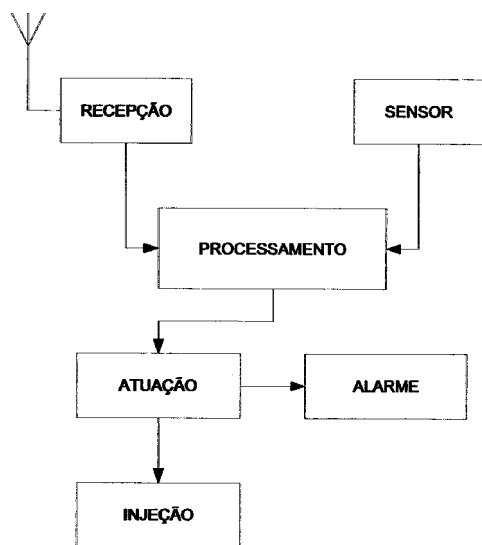 RECEPÇÃO
SENSOR
PROCESSAMENTO
ATUAÇÃO
ALARME
INJEÇÃO